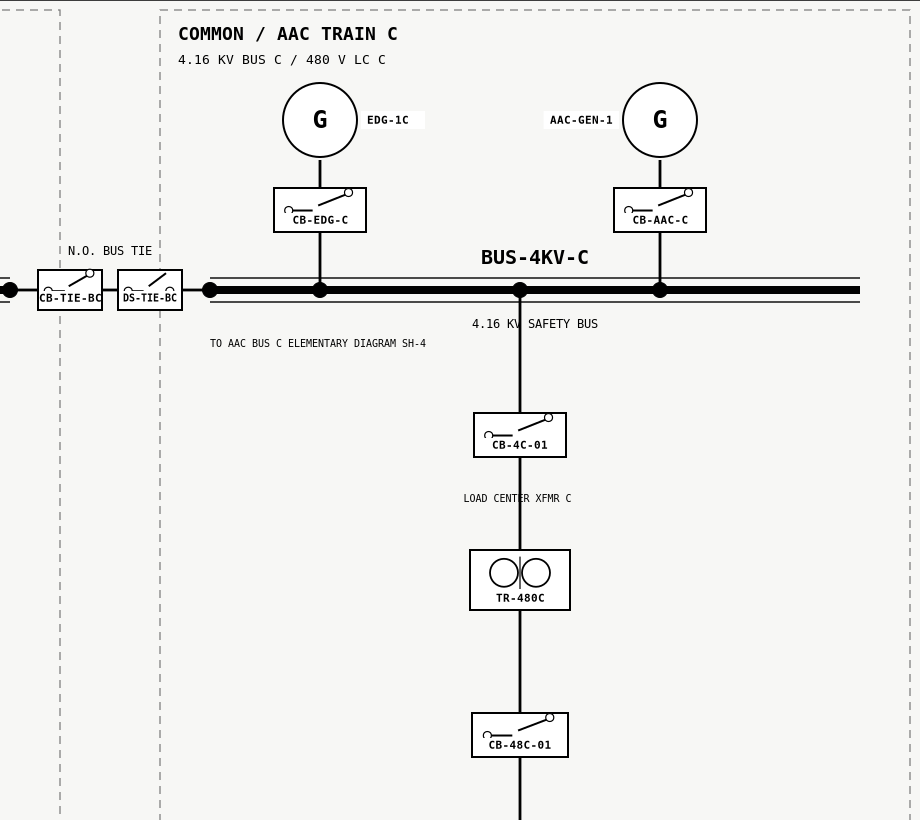 COMMON / AAC TRAIN C
4.16 KV BUS C / 480 V LC C
G
EDG-1C
AAC-GEN-1
G
CB-EDG-C
CB-AAC-C
N.O. BUS TIE
BUS-4KV-C
CB-TIE-BC
DS-TIE-BC
4.16 KV SAFETY BUS
TO AAC BUS C ELEMENTARY DIAGRAM SH-4
CB-4C-01
LOAD CENTER XFMR C
TR-480C
CB-48C-01